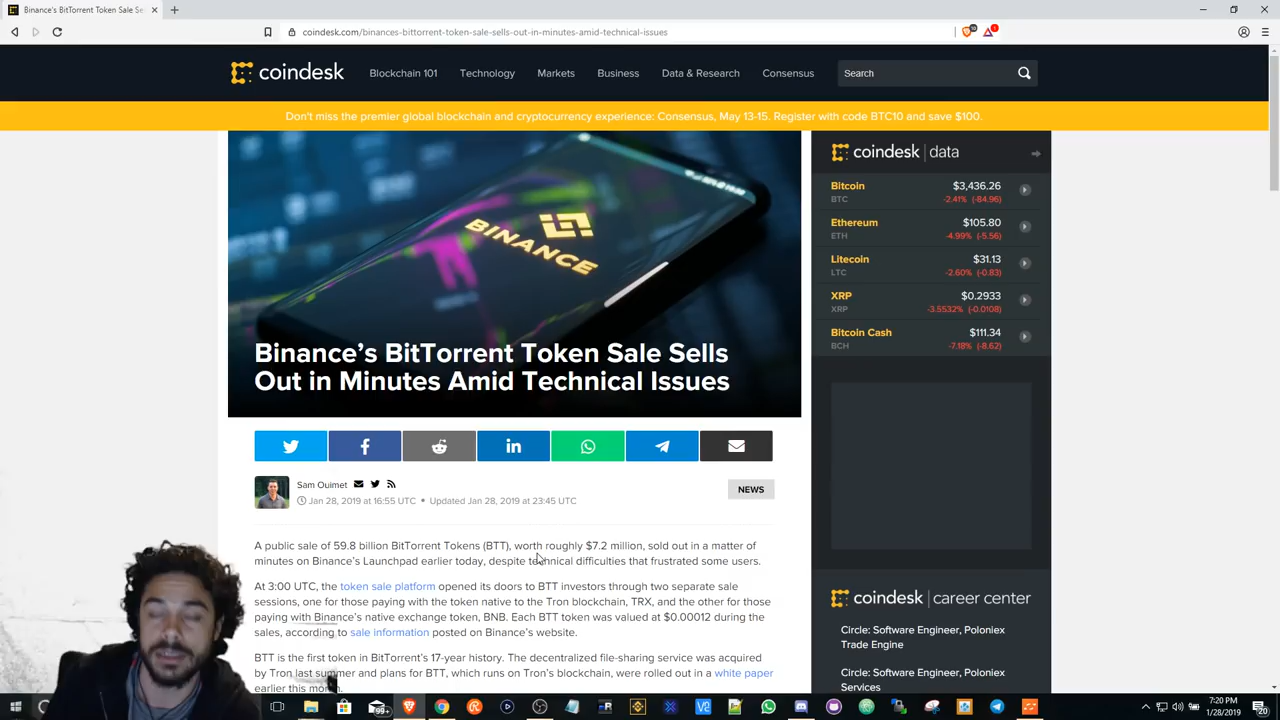 Binance's BitTorrent Token Sale Se
coindesk.com/binances-bittorrent-token-sale-sells-out-in-minutes-amid-technical-issues
coindesk
Blockchain 101
Technology
Markets
Business
Data & Research
Consensus
Search
Don't miss the premier global blockchain and cryptocurrency experience: Consensus, May 13-15. Register with code BTC10 and save $100.
BINANCE
Binance's BitTorrent Token Sale Sells
Out in Minutes Amid Technical Issues
Sam Ouimet
Jan 28, 2019 at 16:55 UTC • Updated Jan 28, 2019 at 23:45 UTC
NEWS
A public sale of 59.8 billion BitTorrent Tokens (BTT), worth roughly $7.2 million, sold out in a matter of
minutes on Binance's Launchpad earlier today, despite technical difficulties that frustrated some users.
At 3:00 UTC, the token sale platform opened its doors to BTT investors through two separate sale
sessions, one for those paying with the token native to the Tron blockchain, TRX, and the other for those
paying with Binance's native exchange token, BNB. Each BTT token was valued at $0.00012 during the
sales, according to sale information posted on Binance's website.
BTT is the first token in BitTorrent's 17-year history. The decentralized file-sharing service was acquired
by Tron last summer and plans for BTT, which runs on Tron's blockchain, were rolled out in a white paper
earlier this month.
coindesk | data
Bitcoin $3,436.26
BTC -2.41% (-84.96)
Ethereum $105.80
ETH -4.99% (-5.56)
Litecoin $31.13
LTC -2.60% (-0.83)
XRP $0.2933
XRP -3.5532% (-0.0108)
Bitcoin Cash $111.34
BCH -7.18% (-8.62)
coindesk | career center
Circle: Software Engineer, Poloniex
Trade Engine
Circle: Software Engineer, Poloniex
Services
99+
7:20 PM
1/28/2019
20